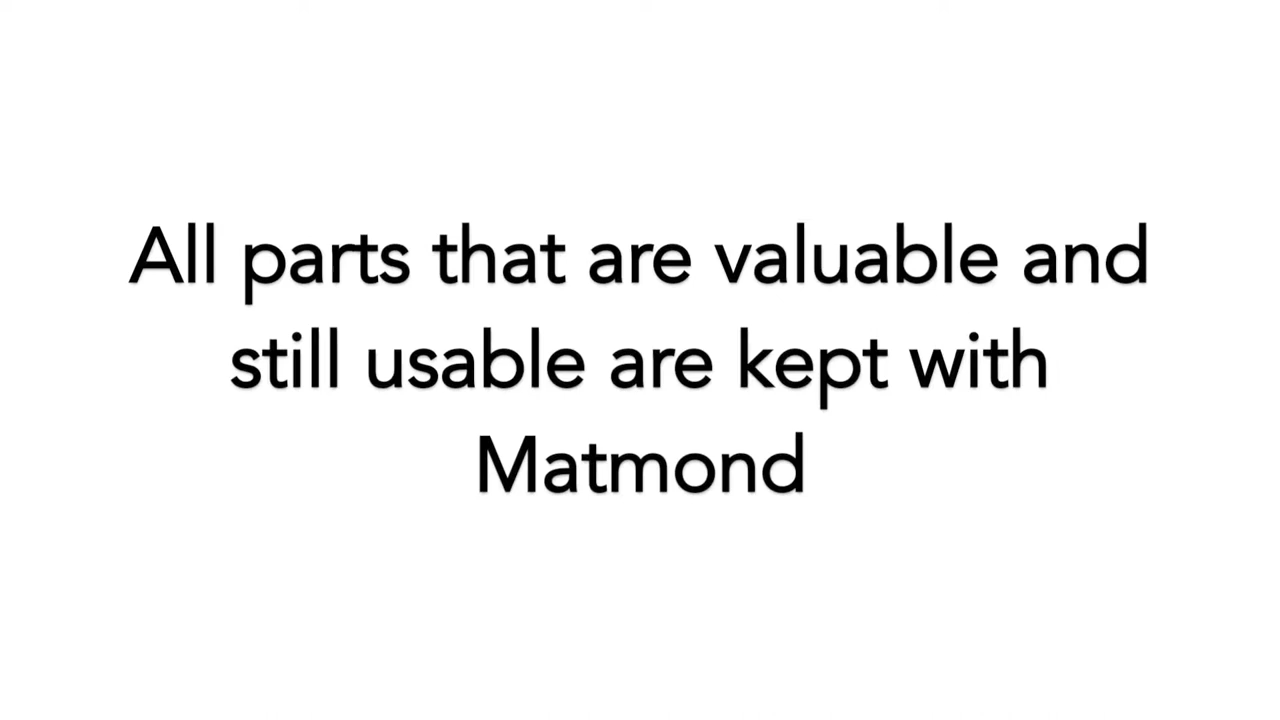 All parts that are valuable and
still usable are kept with
Matmond